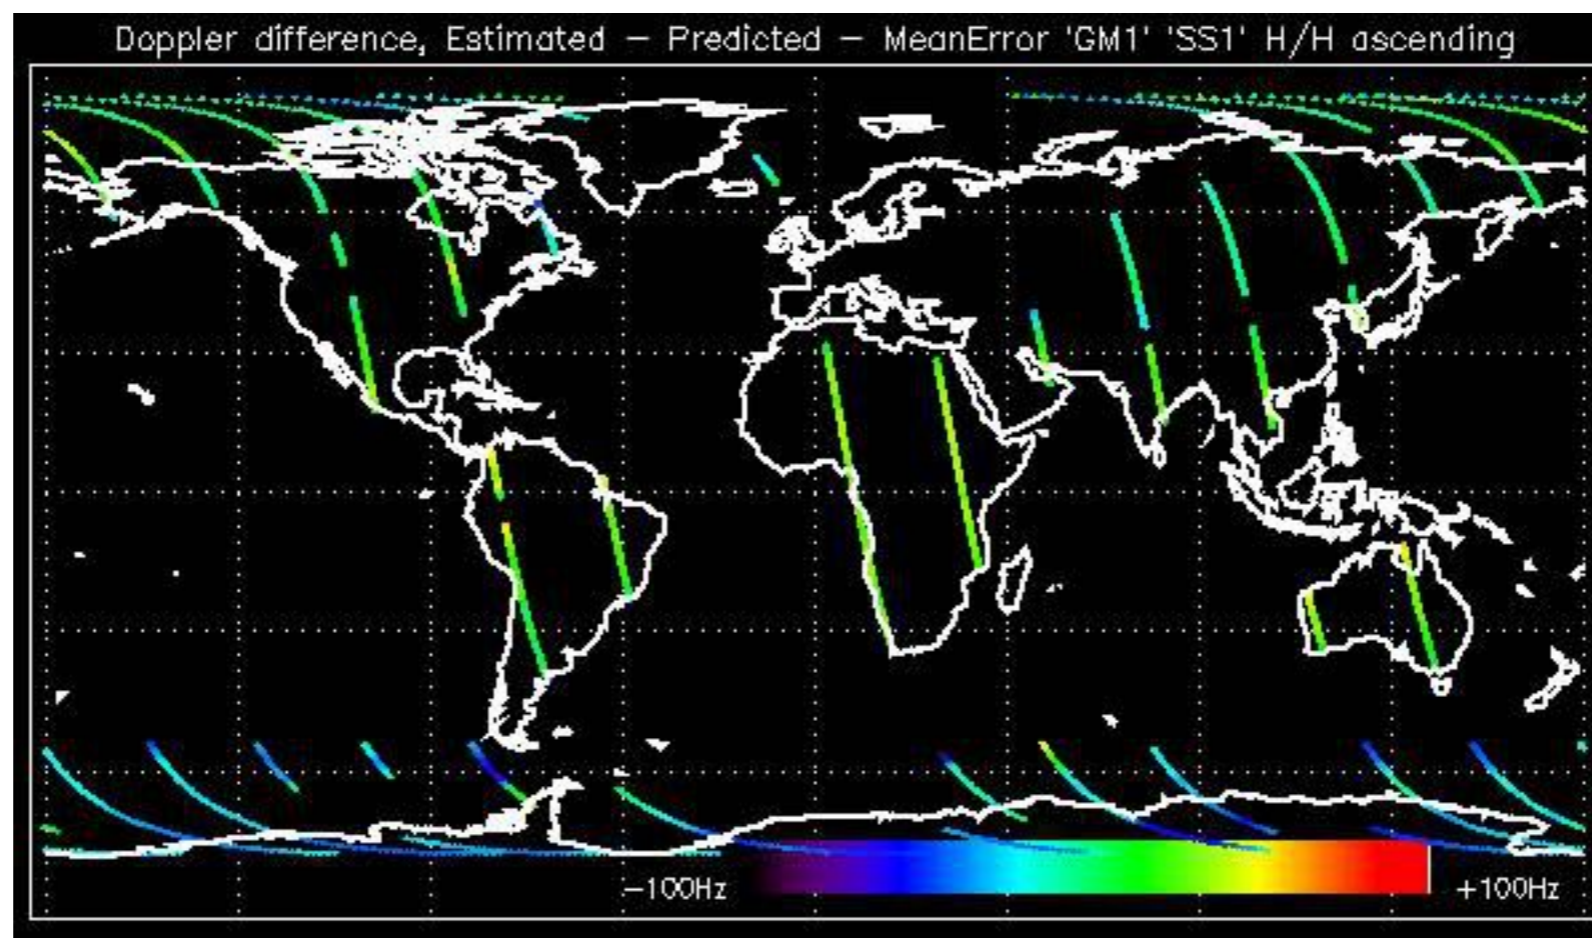 Doppler difference, Estimated – Predicted – MeanError 'GM1' 'SS1' H/H ascending
−100Hz +100Hz